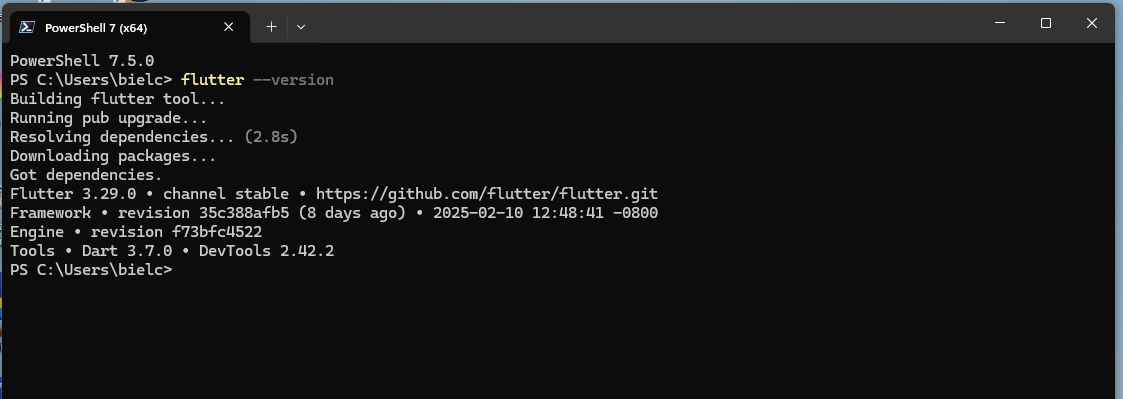 PowerShell 7 (x64)
PowerShell 7.5.0
PS C:\Users\bielc> flutter --version
Building flutter tool...
Running pub upgrade...
Resolving dependencies... (2.8s)
Downloading packages...
Got dependencies.
Flutter 3.29.0 • channel stable • https://github.com/flutter/flutter.git
Framework • revision 35c388afb5 (8 days ago) • 2025-02-10 12:48:41 -0800
Engine • revision f73bfc4522
Tools • Dart 3.7.0 • DevTools 2.42.2
PS C:\Users\bielc>